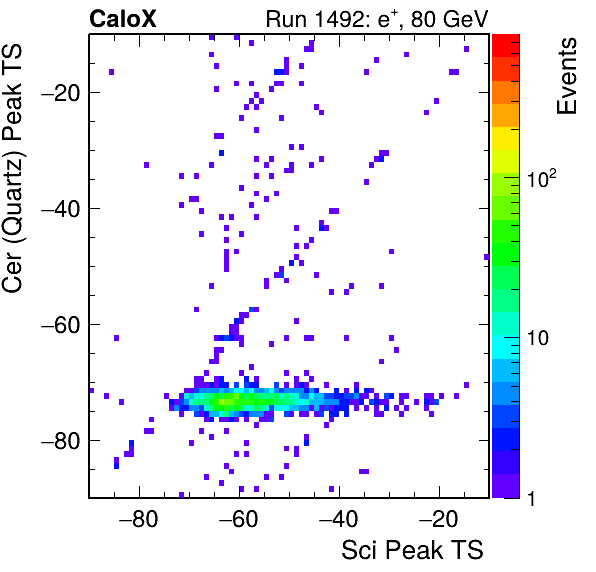 CaloX Run 1492: e⁺, 80 GeV
Cer (Quartz) Peak TS
−20
−40
−60
−80
−80 −60 −40 −20
Sci Peak TS
Events
10²
10
1